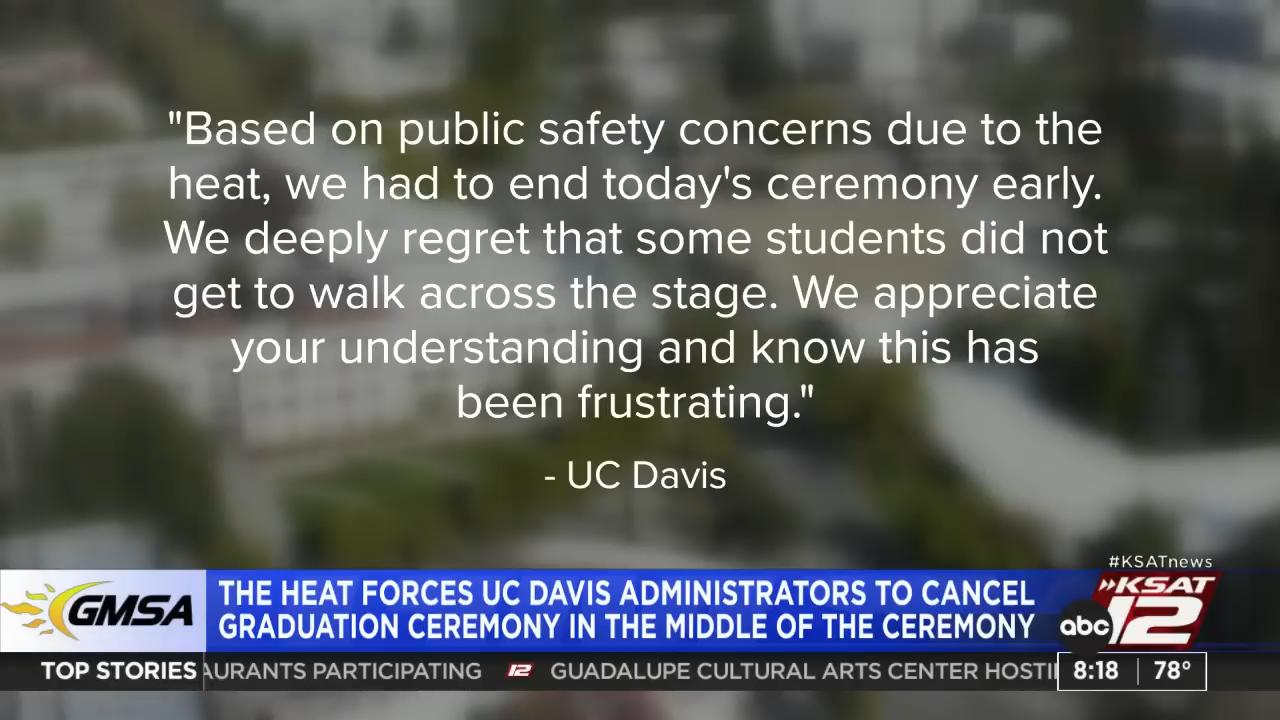 "Based on public safety concerns due to the
heat, we had to end today's ceremony early.
We deeply regret that some students did not
get to walk across the stage. We appreciate
your understanding and know this has
been frustrating."
- UC Davis
#KSATnews
GMSA
THE HEAT FORCES UC DAVIS ADMINISTRATORS TO CANCEL
GRADUATION CEREMONY IN THE MIDDLE OF THE CEREMONY
KSAT
abc 12
TOP STORIES
PARTICIPATING 12 GUADALUPE CULTURAL ARTS CENTER
8:18 78°